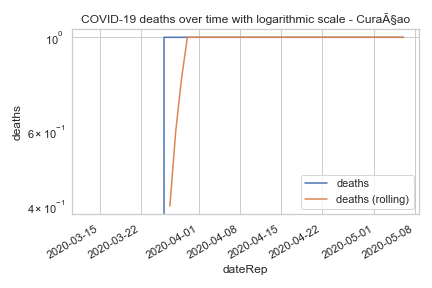 COVID-19 deaths over time with logarithmic scale - CuraÃ§ao
10⁰
6 × 10⁻¹
4 × 10⁻¹
deaths
deaths
deaths (rolling)
2020-03-15
2020-03-22
2020-04-01
2020-04-08
2020-04-15
2020-04-22
2020-05-01
2020-05-08
dateRep